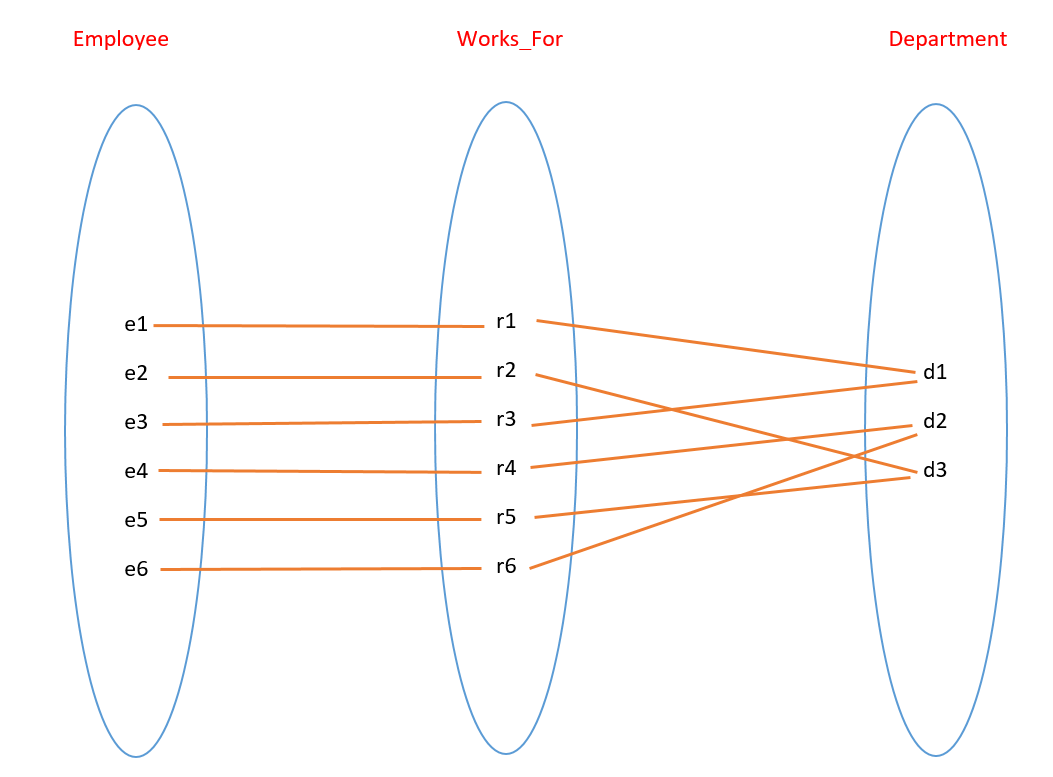 Employee
Works_For
Department
e1
e2
e3
e4
e5
e6
r1
r2
r3
r4
r5
r6
d1
d2
d3